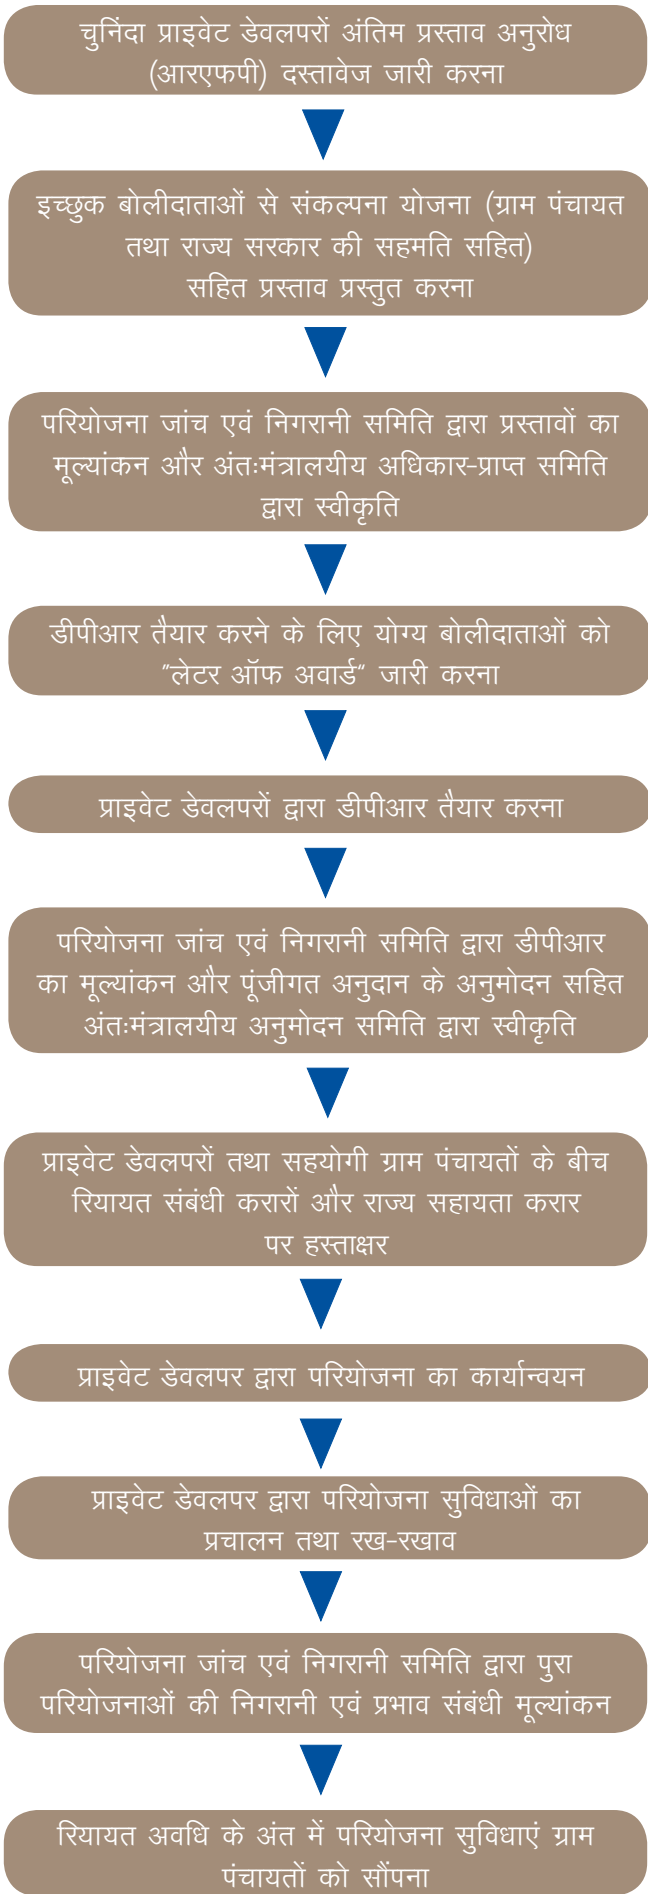 चुनिंदा प्राइवेट डेवलपरों अंतिम प्रस्ताव अनुरोध
(आरएफपी) दस्तावेज जारी करना
इच्छुक बोलीदाताओं से संकल्पना योजना (ग्राम पंचायत
तथा राज्य सरकार की सहमति सहित)
सहित प्रस्ताव प्रस्तुत करना
परियोजना जांच एवं निगरानी समिति द्वारा प्रस्तावों का
मूल्यांकन और अंतःमंत्रालयीय अधिकार-प्राप्त समिति
द्वारा स्वीकृति
डीपीआर तैयार करने के लिए योग्य बोलीदाताओं को
"लेटर ऑफ अवार्ड" जारी करना
प्राइवेट डेवलपरों द्वारा डीपीआर तैयार करना
परियोजना जांच एवं निगरानी समिति द्वारा डीपीआर
का मूल्यांकन और पूंजीगत अनुदान के अनुमोदन सहित
अंतःमंत्रालयीय अनुमोदन समिति द्वारा स्वीकृति
प्राइवेट डेवलपरों तथा सहयोगी ग्राम पंचायतों के बीच
रियायत संबंधी करारों और राज्य सहायता करार
पर हस्ताक्षर
प्राइवेट डेवलपर द्वारा परियोजना का कार्यान्वयन
प्राइवेट डेवलपर द्वारा परियोजना सुविधाओं का
प्रचालन तथा रख-रखाव
परियोजना जांच एवं निगरानी समिति द्वारा पुरा
परियोजनाओं की निगरानी एवं प्रभाव संबंधी मूल्यांकन
रियायत अवधि के अंत में परियोजना सुविधाएं ग्राम
पंचायतों को सौंपना